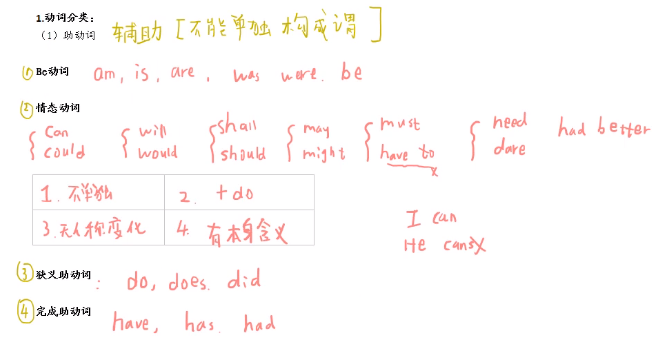 1.动词分类：
（1）助动词 辅助 [不能单独 构成谓]
① Be动词 am, is, are, was were. be
② 情态动词
can will shall may must need had better
could would should might have to dare
1. 不单独 2. +do
3. 无人称变化 4. 有本身含义
I can
He cans X
③ 狭义助动词 : do, does. did
④ 完成助动词 have, has. had